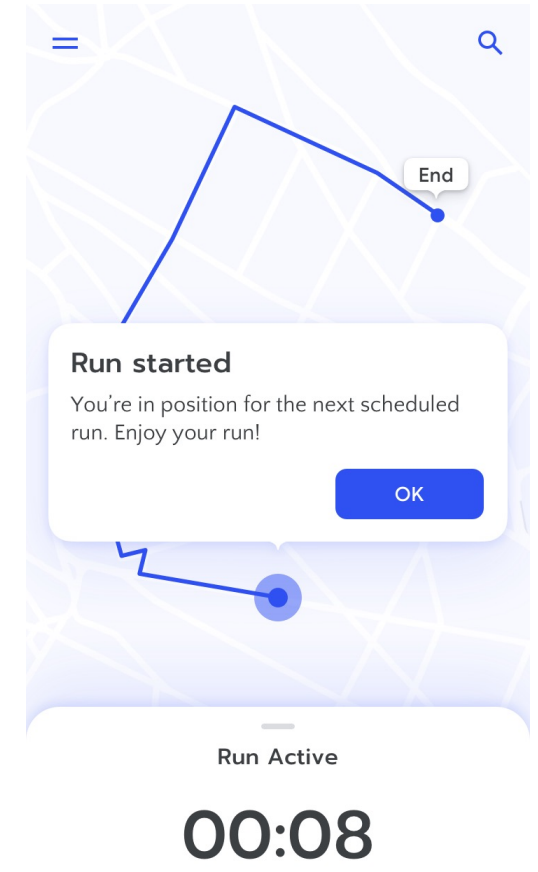 End
Run started
You're in position for the next scheduled
run. Enjoy your run!
OK
Run Active
00:08